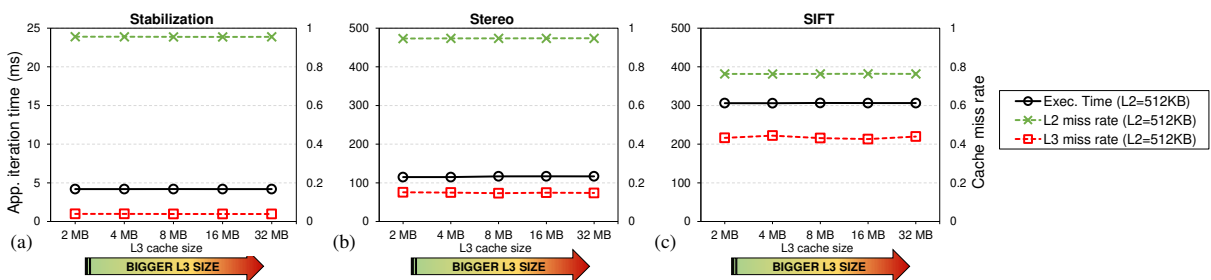 Stabilization
App. iteration time (ms)
25
20
15
10
5
0
1
0.8
0.6
0.4
0.2
0
2 MB 4 MB 8 MB 16 MB 32 MB
L3 cache size
(a)
BIGGER L3 SIZE
Stereo
500
400
300
200
100
0
1
0.8
0.6
0.4
0.2
0
2 MB 4 MB 8 MB 16 MB 32 MB
L3 cache size
(b)
BIGGER L3 SIZE
SIFT
500
400
300
200
100
0
1
0.8
0.6
0.4
0.2
0
Cache miss rate
2 MB 4 MB 8 MB 16 MB 32 MB
L3 cache size
(c)
BIGGER L3 SIZE
Exec. Time (L2=512KB)
L2 miss rate (L2=512KB)
L3 miss rate (L2=512KB)